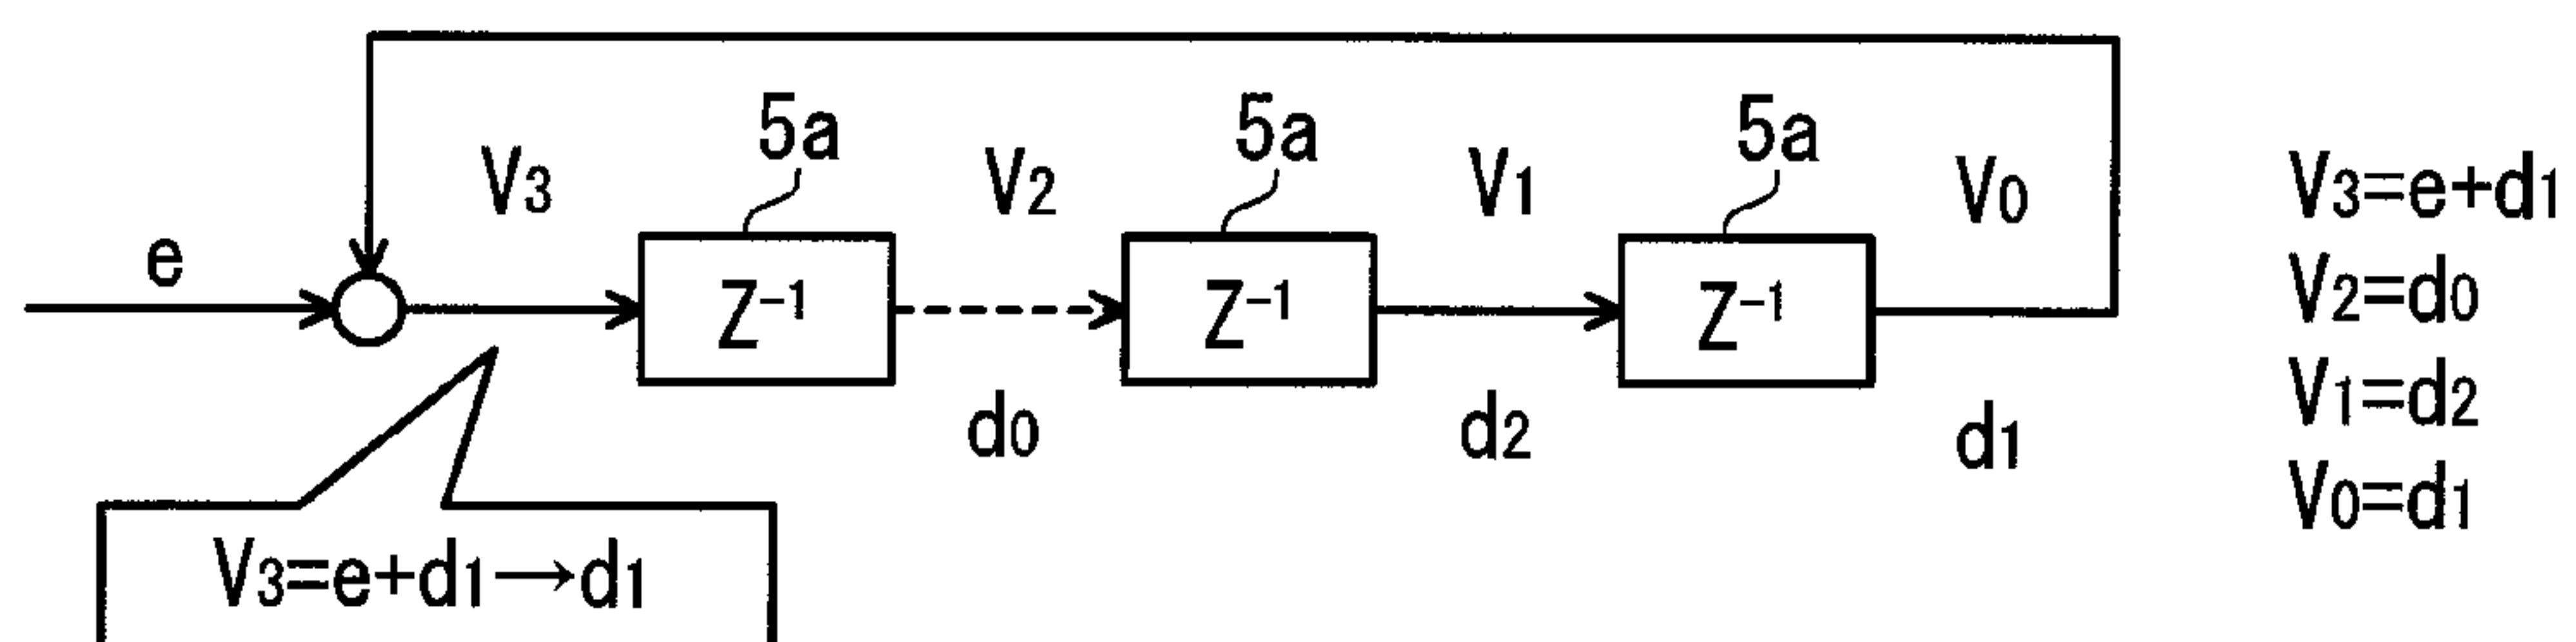 5a 5a 5a
V3 V2 V1 V0
e
Z⁻¹ Z⁻¹ Z⁻¹
d0 d2 d1
V3=e+d1→d1
V3=e+d1
V2=d0
V1=d2
V0=d1